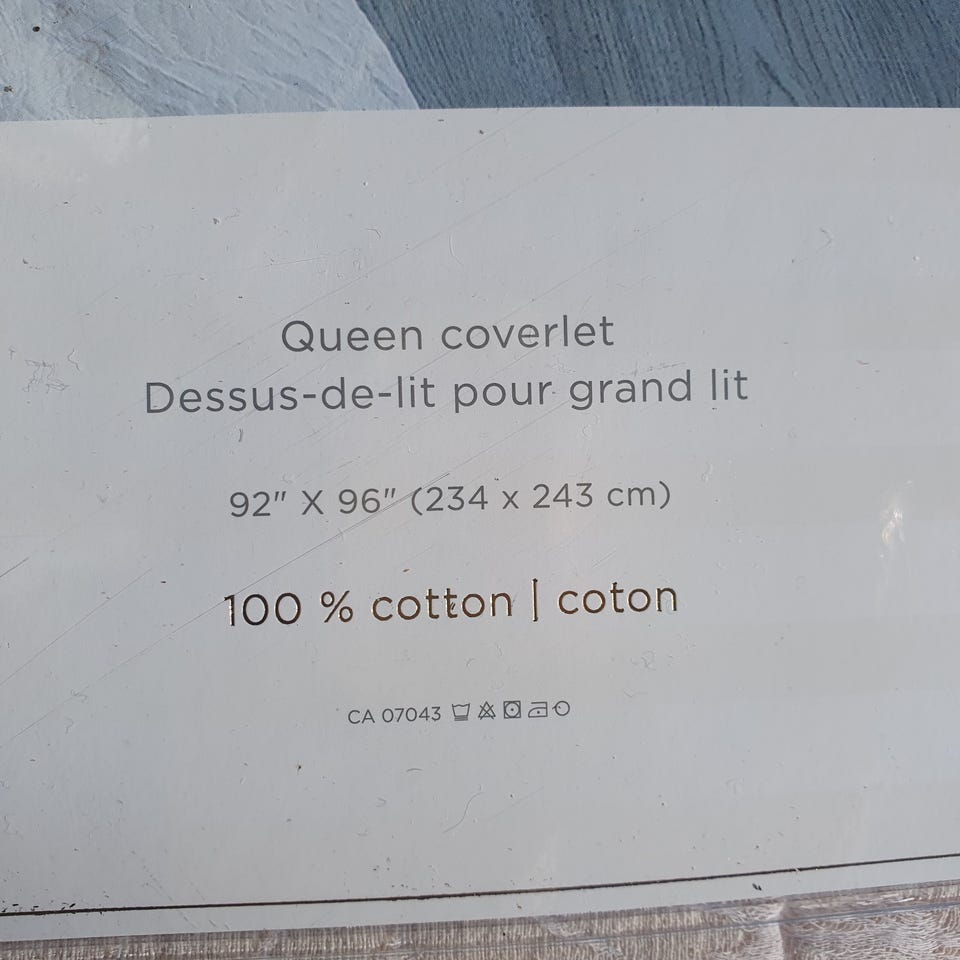 Queen coverlet
Dessus-de-lit pour grand lit
92" X 96" (234 x 243 cm)
100 % cotton | coton
CA 07043